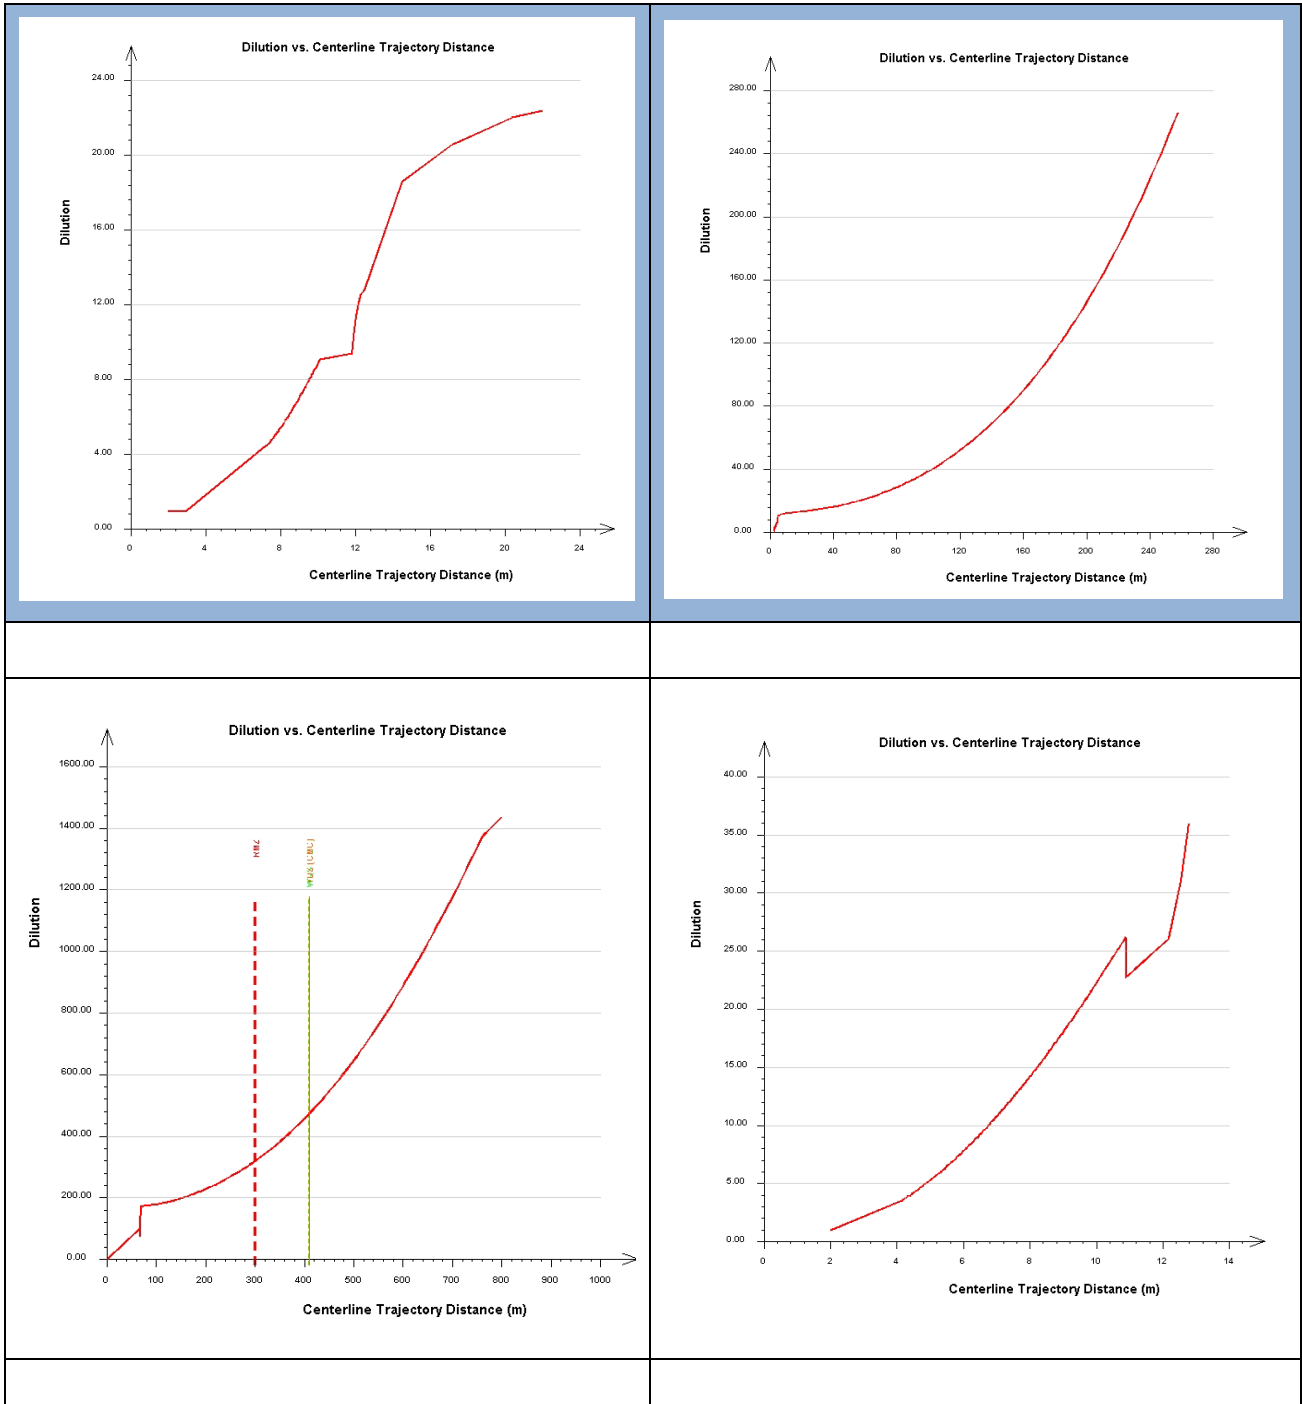 Dilution vs. Centerline Trajectory Distance
24.00
20.00
16.00
12.00
8.00
4.00
0.00
Dilution
0 4 8 12 16 20 24
Centerline Trajectory Distance (m)
Dilution vs. Centerline Trajectory Distance
280.00
240.00
200.00
160.00
120.00
80.00
40.00
0.00
Dilution
0 40 80 120 160 200 240 280
Centerline Trajectory Distance (m)
Dilution vs. Centerline Trajectory Distance
1600.00
1400.00
1200.00
1000.00
800.00
600.00
400.00
200.00
0.00
Dilution
0 100 200 300 400 500 600 700 800 900 1000
Centerline Trajectory Distance (m)
Dilution vs. Centerline Trajectory Distance
40.00
35.00
30.00
25.00
20.00
15.00
10.00
5.00
0.00
Dilution
0 2 4 6 8 10 12 14
Centerline Trajectory Distance (m)